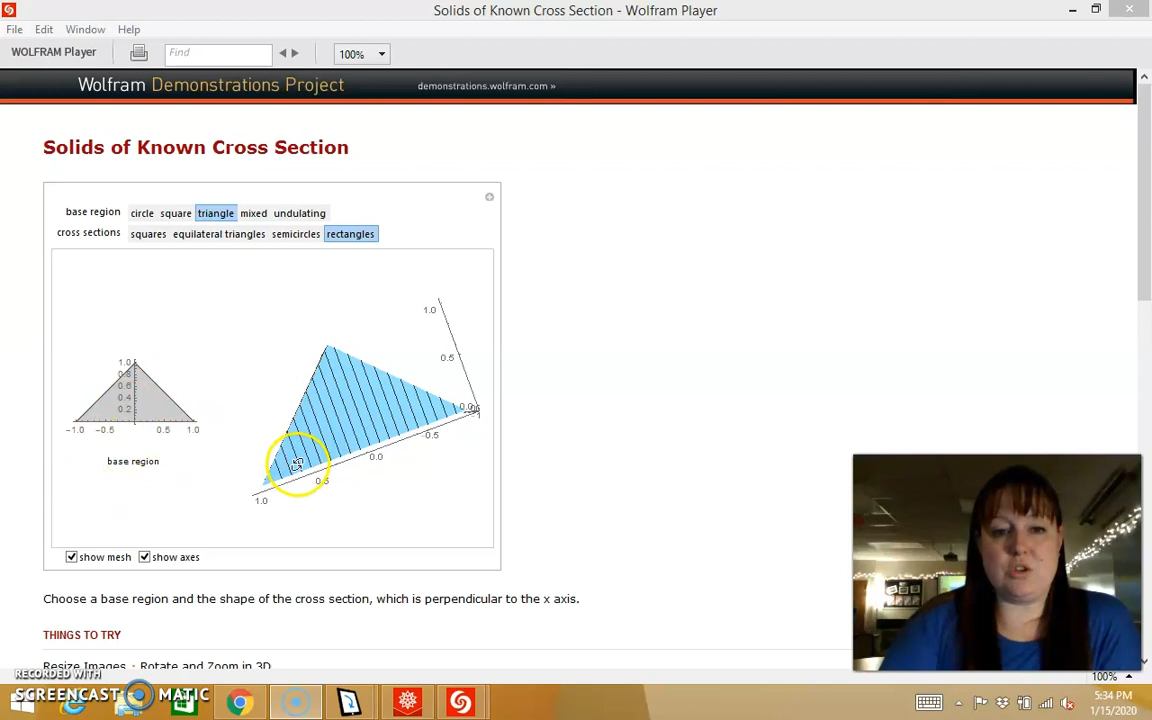 Solids of Known Cross Section - Wolfram Player
File Edit Window Help
WOLFRAM Player Find 100%
Wolfram Demonstrations Project demonstrations.wolfram.com »
Solids of Known Cross Section
base region circle square triangle mixed undulating
cross sections squares equilateral triangles semicircles rectangles
1.0
0.5
1.0
0.8
0.6
0.4
0.2
-1.0 -0.5 0.5 1.0
base region
-0.5
0.0
0.5
1.0
show mesh show axes
Choose a base region and the shape of the cross section, which is perpendicular to the x axis.
THINGS TO TRY
Resize Images · Rotate and Zoom in 3D
RECORDED WITH
SCREENCAST MATIC
100%
5:34 PM
1/15/2020